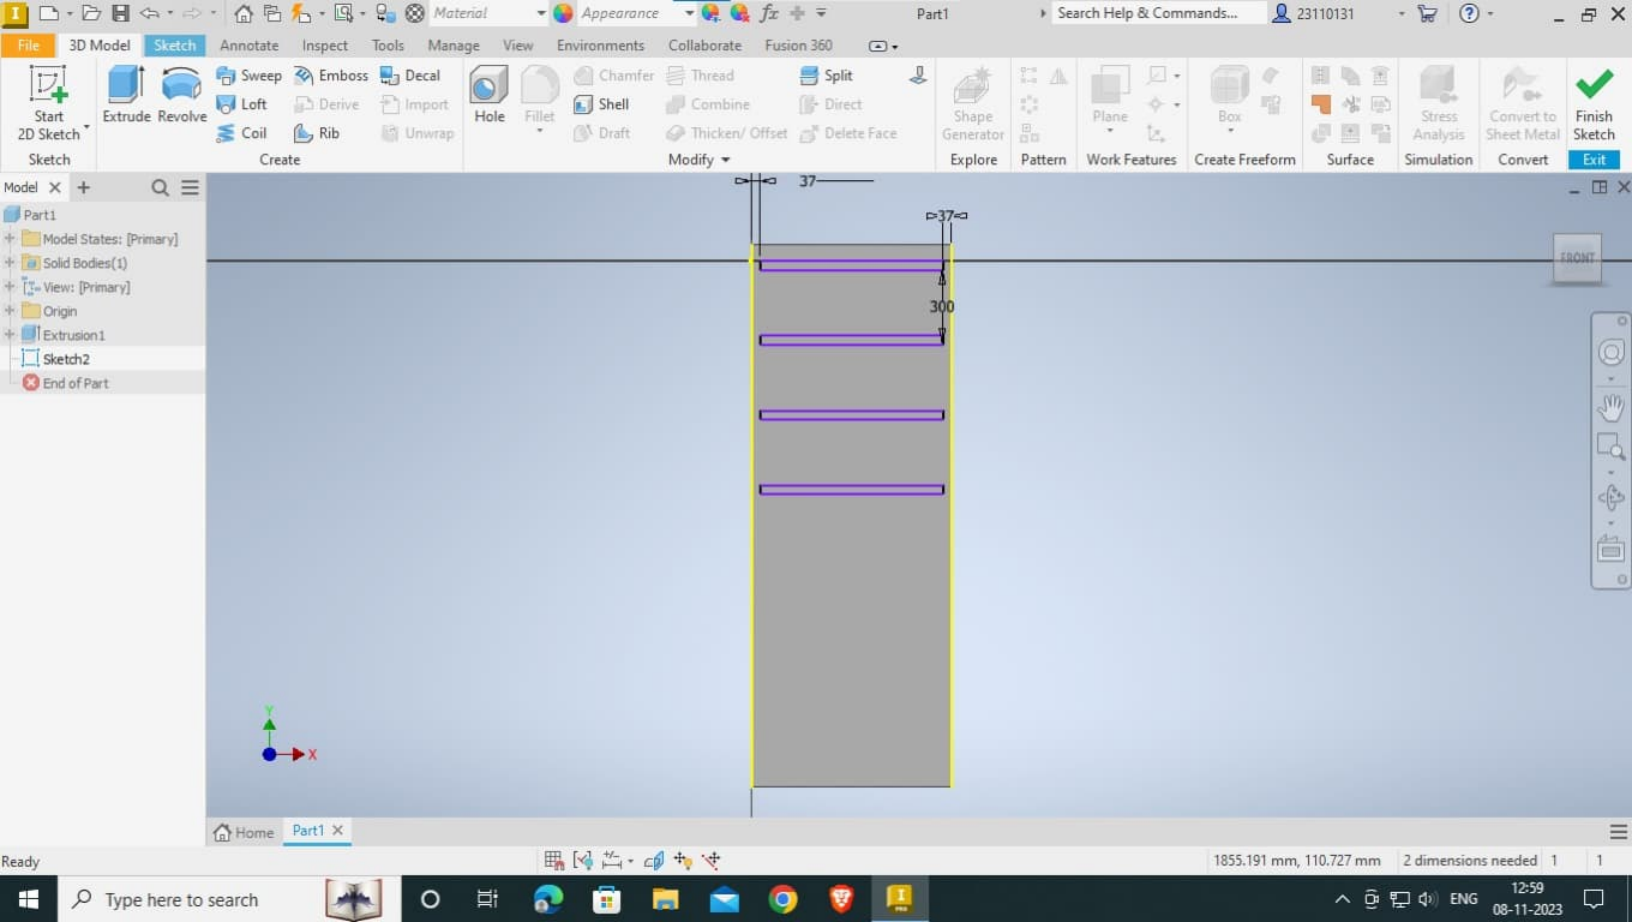 Material
Appearance
fx
Part1
Search Help & Commands...
23110131
File
3D Model
Sketch
Annotate
Inspect
Tools
Manage
View
Environments
Collaborate
Fusion 360
Start
2D Sketch
Sketch
Extrude
Revolve
Sweep
Emboss
Decal
Loft
Derive
Import
Coil
Rib
Unwrap
Create
Hole
Fillet
Chamfer
Thread
Split
Shell
Combine
Direct
Draft
Thicken/ Offset
Delete Face
Modify
Shape
Generator
Explore
Pattern
Plane
Work Features
Box
Create Freeform
Surface
Stress
Analysis
Simulation
Convert to
Sheet Metal
Convert
Finish
Sketch
Exit
Model
Part1
Model States: [Primary]
Solid Bodies(1)
View: [Primary]
Origin
Extrusion1
Sketch2
End of Part
37
37
300
FRONT
Y
X
Home
Part1
Ready
1855.191 mm, 110.727 mm
2 dimensions needed
1
1
Type here to search
I
PRO
ENG
12:59
08-11-2023